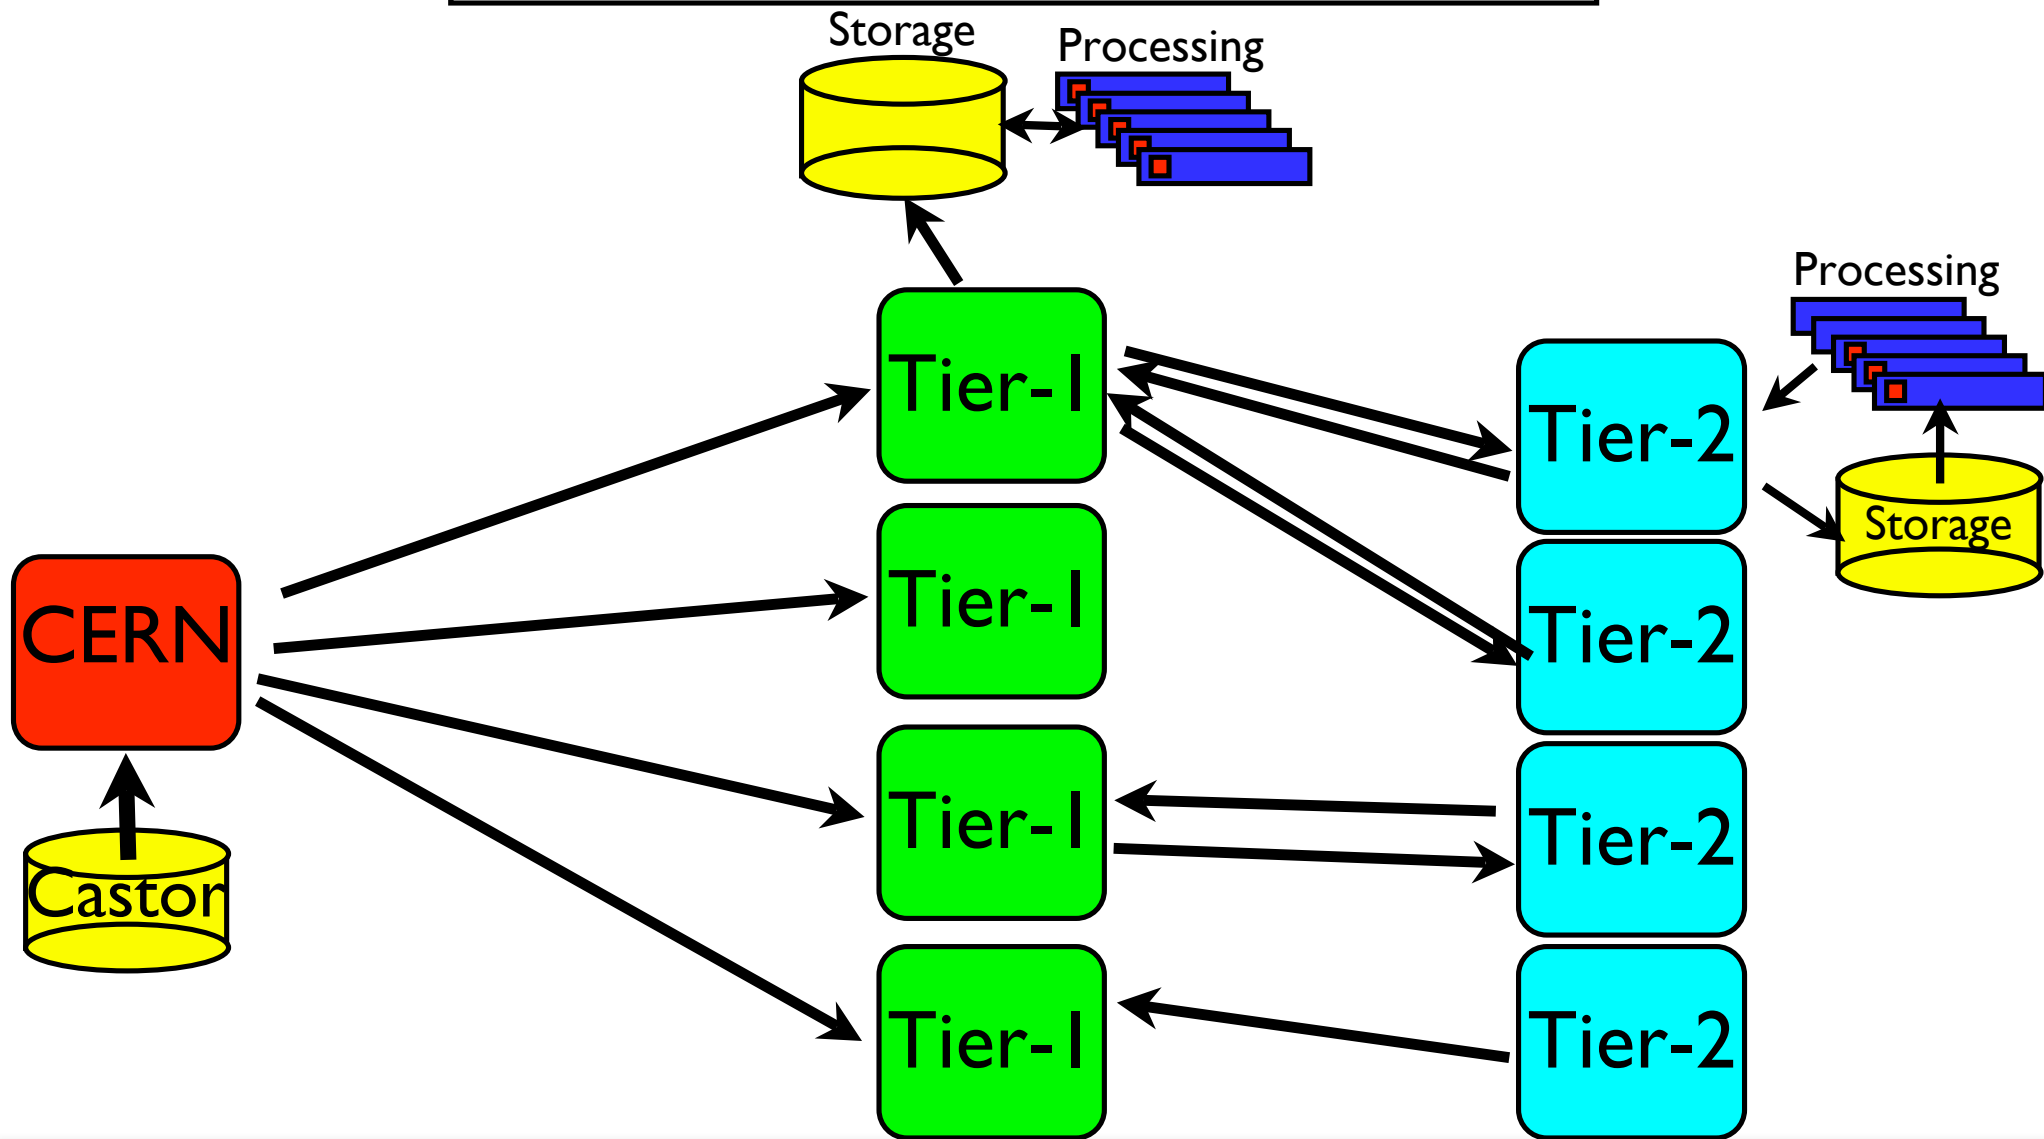 Storage
Processing
Processing
Tier-1
Tier-2
Storage
Tier-1
CERN
Tier-2
Tier-1
Tier-2
Castor
Tier-1
Tier-2